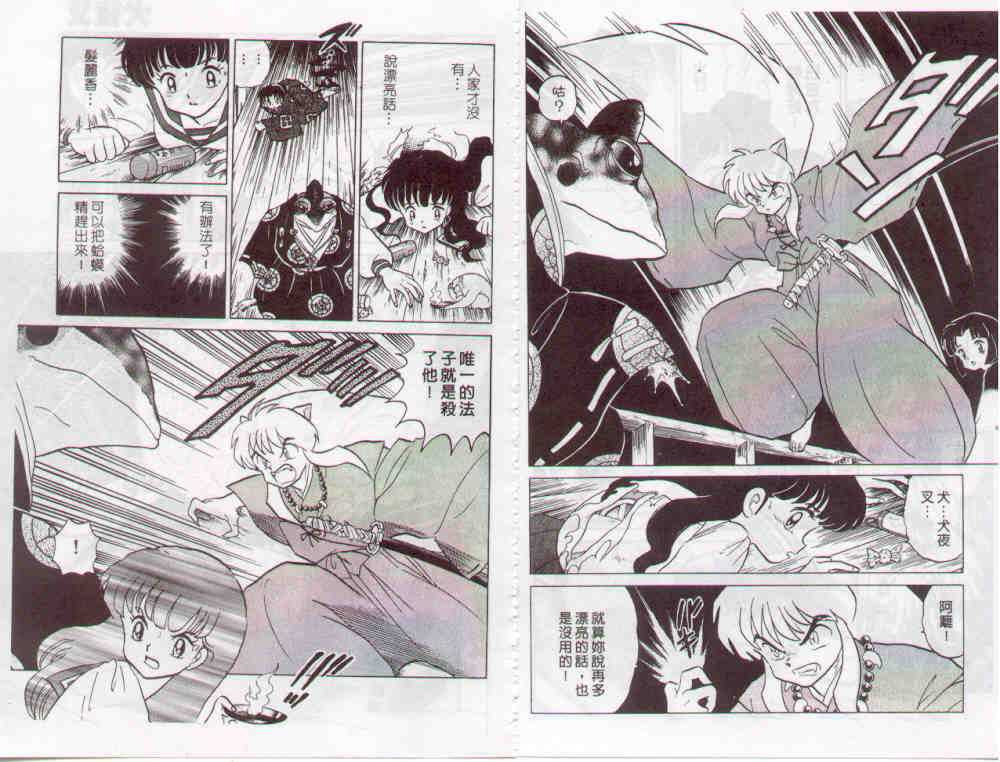 咕？
犬…犬夜
叉…
阿籬！
就算妳說再多
漂亮的話，也
是沒用的！
人家才沒
有…
說漂亮話…
……
髮麗香…
有辦法了！
可以把蛤蟆
精趕出來！
唯一的法
子就是殺
了他！
！